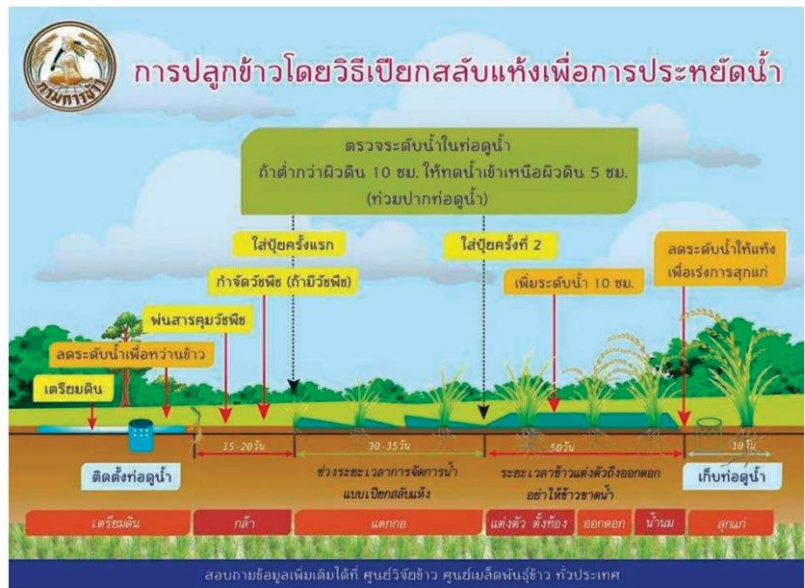 กรมการข้าว
การปลูกข้าวโดยวิธีเปียกสลับแห้งเพื่อการประหยัดน้ำ
ตรวจระดับน้ำในท่อดูน้ำ
ถ้าต่ำกว่าผิวดิน 10 ซม. ให้ทดน้ำเข้าเหนือผิวดิน 5 ซม.
(ท่วมปากท่อดูน้ำ)
ใส่ปุ๋ยครั้งแรก
ใส่ปุ๋ยครั้งที่ 2
ลดระดับน้ำให้แห้ง
เพื่อเร่งการสุกแก่
กำจัดวัชพืช (ถ้ามีวัชพืช)
เพิ่มระดับน้ำ 10 ซม.
พ่นสารคุมวัชพืช
ลดระดับน้ำเพื่อหว่านข้าว
เตรียมดิน
15-20วัน
30-35วัน
50วัน
10วัน
ติดตั้งท่อดูน้ำ
ช่วงระยะเวลาการจัดการน้ำ
แบบเปียกสลับแห้ง
ระยะเวลาข้าวแต่งตัวถึงออกดอก
อย่าให้ข้าวขาดน้ำ
เก็บท่อดูน้ำ
เตรียมดิน
กล้า
แตกกอ
แต่งตัว ตั้งท้อง
ออกดอก
น้ำนม
สุกแก่
สอบถามข้อมูลเพิ่มเติมได้ที่ ศูนย์วิจัยข้าว ศูนย์เมล็ดพันธุ์ข้าว ทั่วประเทศ